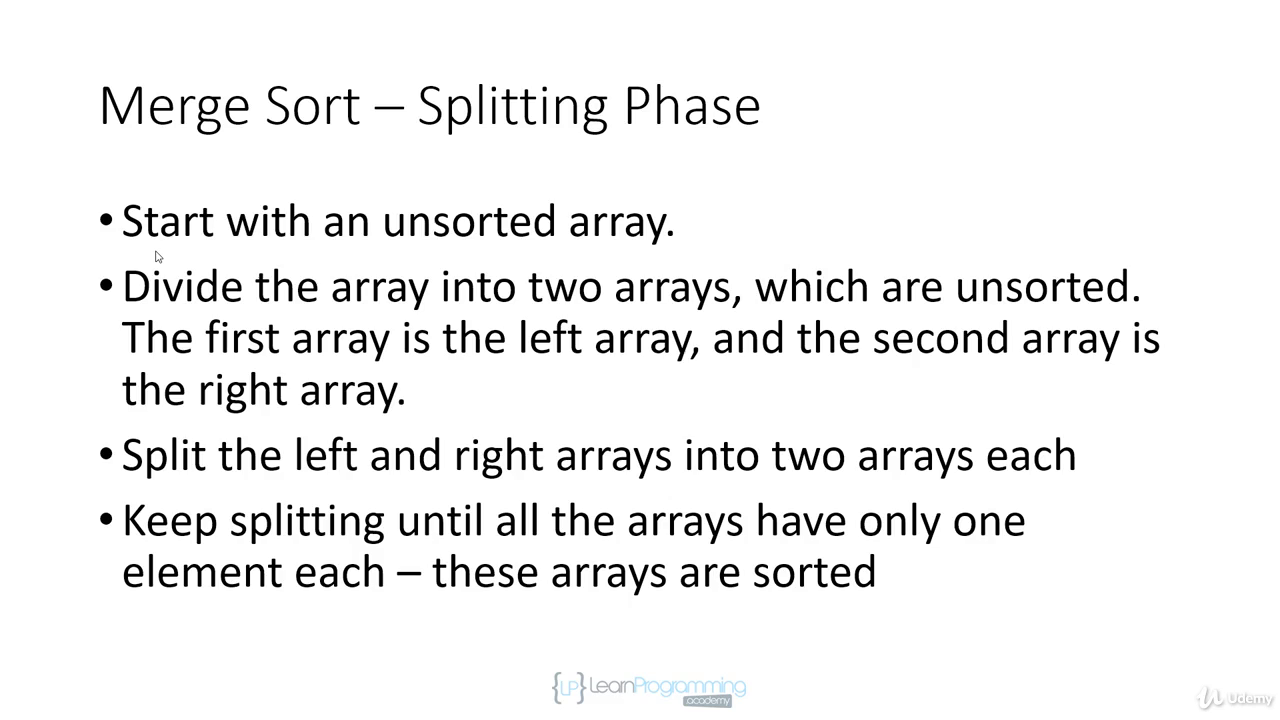 Merge Sort – Splitting Phase
• Start with an unsorted array.
• Divide the array into two arrays, which are unsorted.
The first array is the left array, and the second array is
the right array.
• Split the left and right arrays into two arrays each
• Keep splitting until all the arrays have only one
element each – these arrays are sorted
{LP} LearnProgramming
academy
Udemy